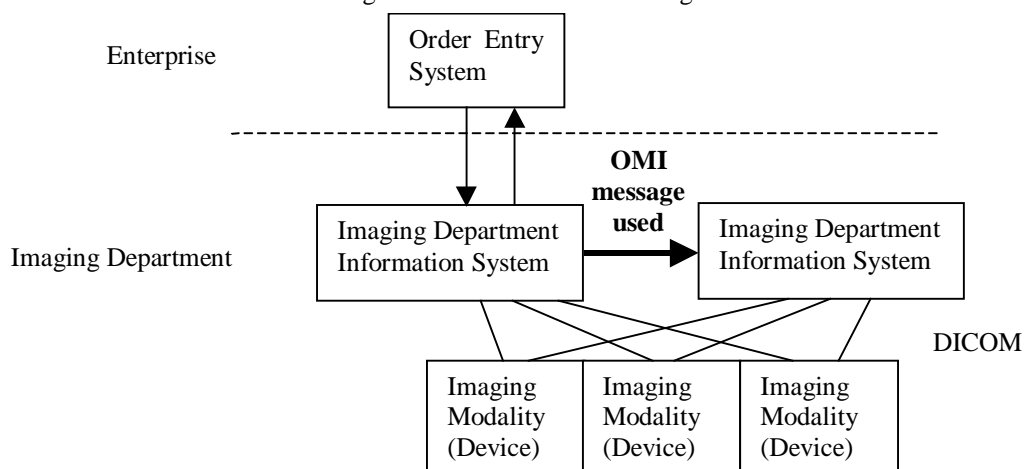 Order Entry
System
Enterprise
OMI
message
used
Imaging Department
Information System
Imaging Department
Information System
Imaging Department
DICOM
Imaging
Modality
(Device)
Imaging
Modality
(Device)
Imaging
Modality
(Device)